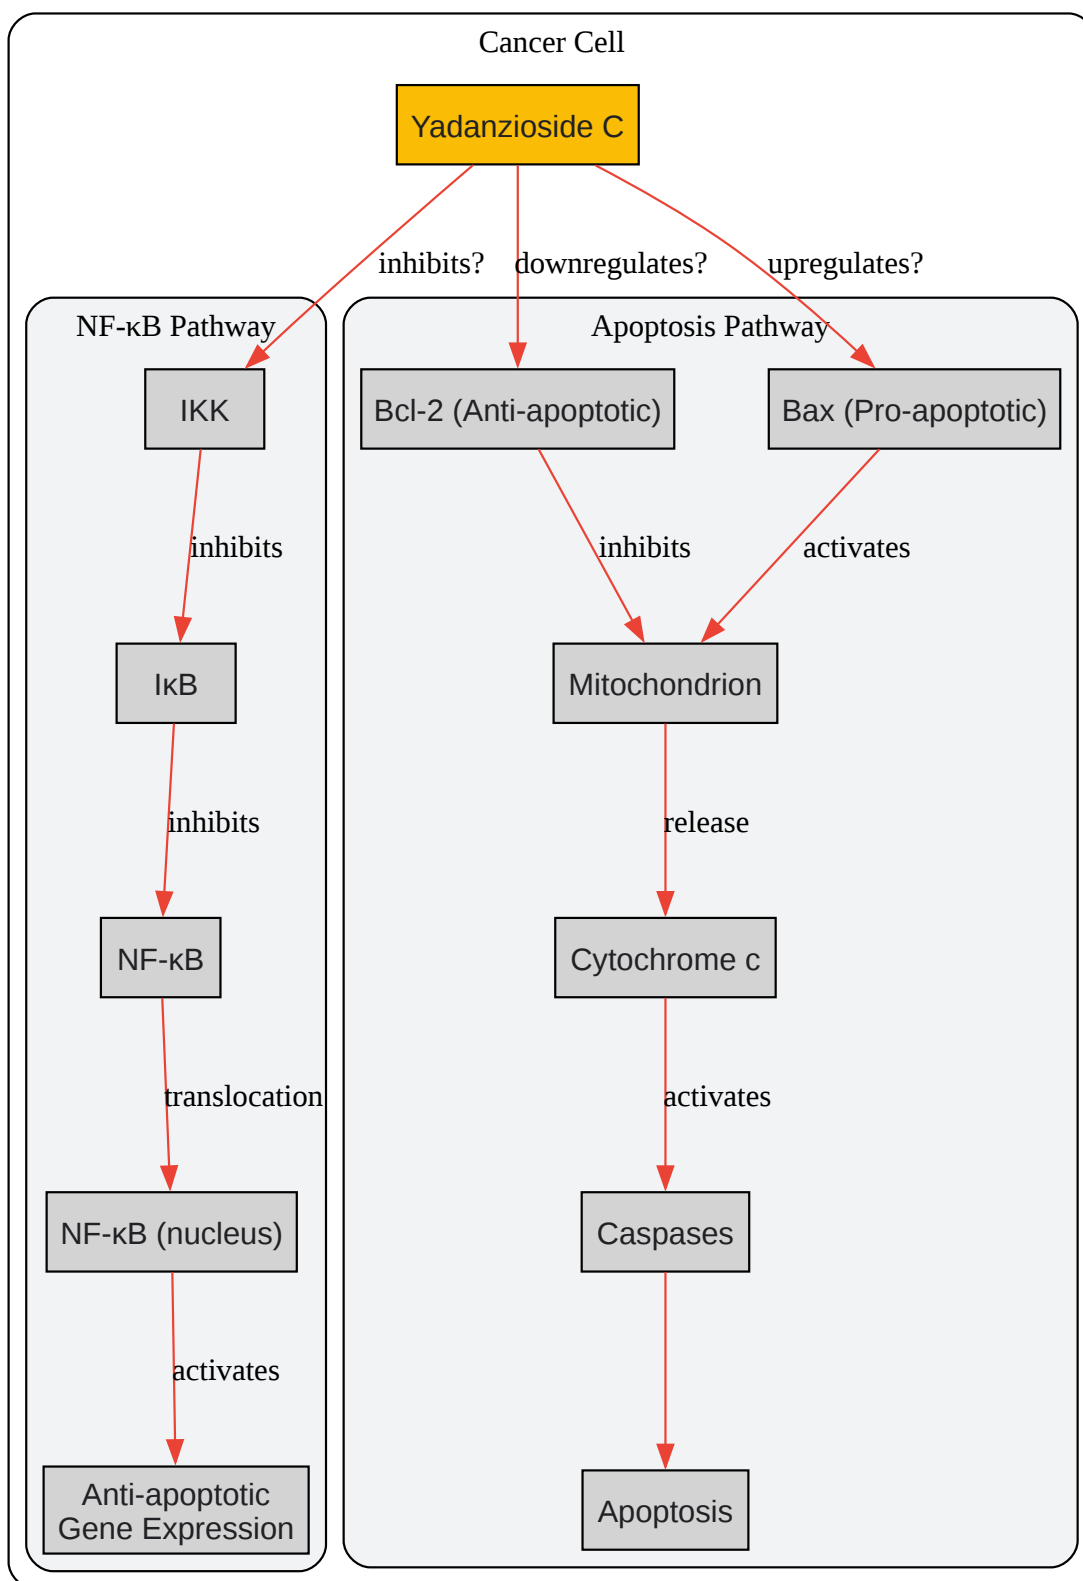 Cancer Cell
Yadanzioside C
inhibits?
downregulates?
upregulates?
NF-κB Pathway
Apoptosis Pathway
IKK
Bcl-2 (Anti-apoptotic)
Bax (Pro-apoptotic)
inhibits
inhibits
activates
IκB
Mitochondrion
inhibits
release
NF-κB
Cytochrome c
translocation
activates
NF-κB (nucleus)
Caspases
activates
Anti-apoptotic
Gene Expression
Apoptosis